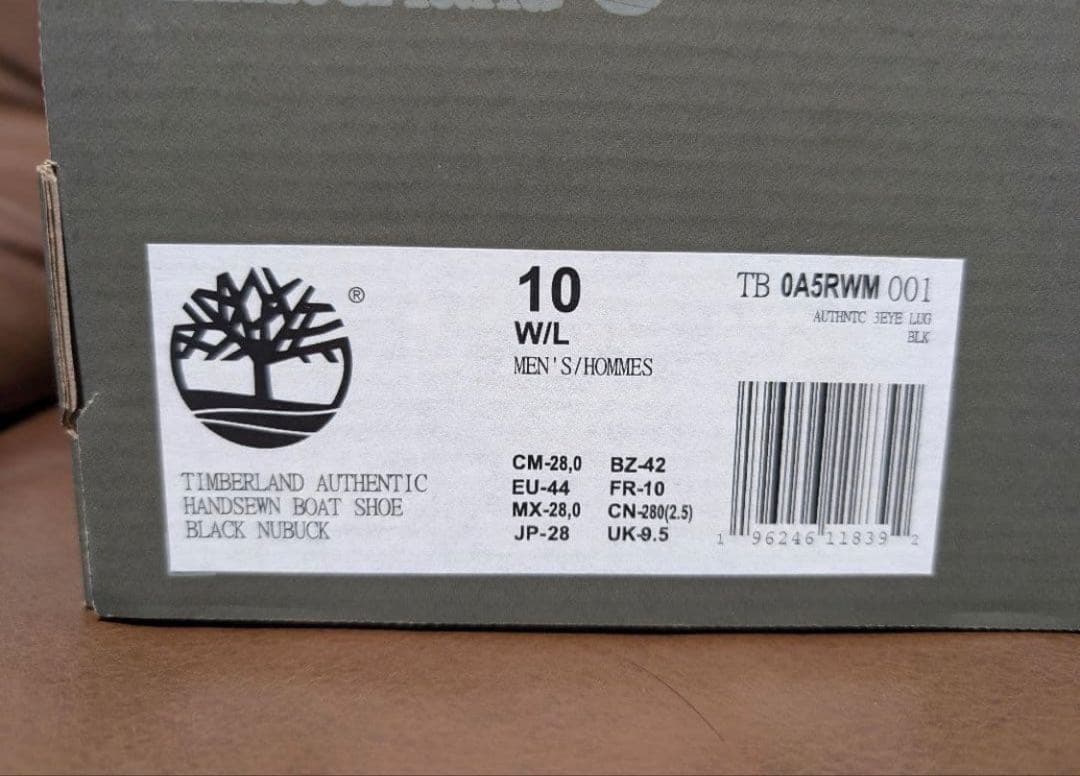 ®
TIMBERLAND AUTHENTIC
HANDSEWN BOAT SHOE
BLACK NUBUCK
10
W/L
MEN'S/HOMMES
CM-28,0 BZ-42
EU-44 FR-10
MX-28,0 CN-280(2.5)
JP-28 UK-9.5
TB 0A5RWM 001
AUTHNTC 3EYE LUG
BLK
1 96246 11839 2